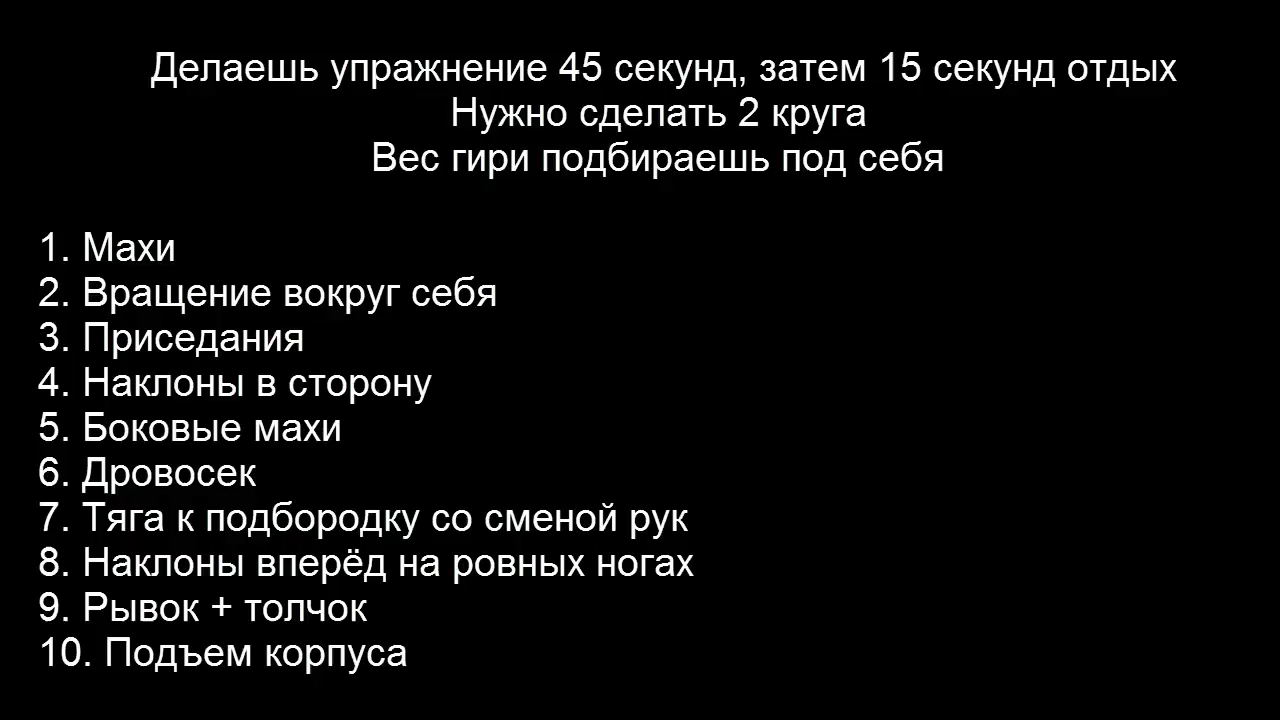 Делаешь упражнение 45 секунд, затем 15 секунд отдых
Нужно сделать 2 круга
Вес гири подбираешь под себя
1. Махи
2. Вращение вокруг себя
3. Приседания
4. Наклоны в сторону
5. Боковые махи
6. Дровосек
7. Тяга к подбородку со сменой рук
8. Наклоны вперёд на ровных ногах
9. Рывок + толчок
10. Подъем корпуса